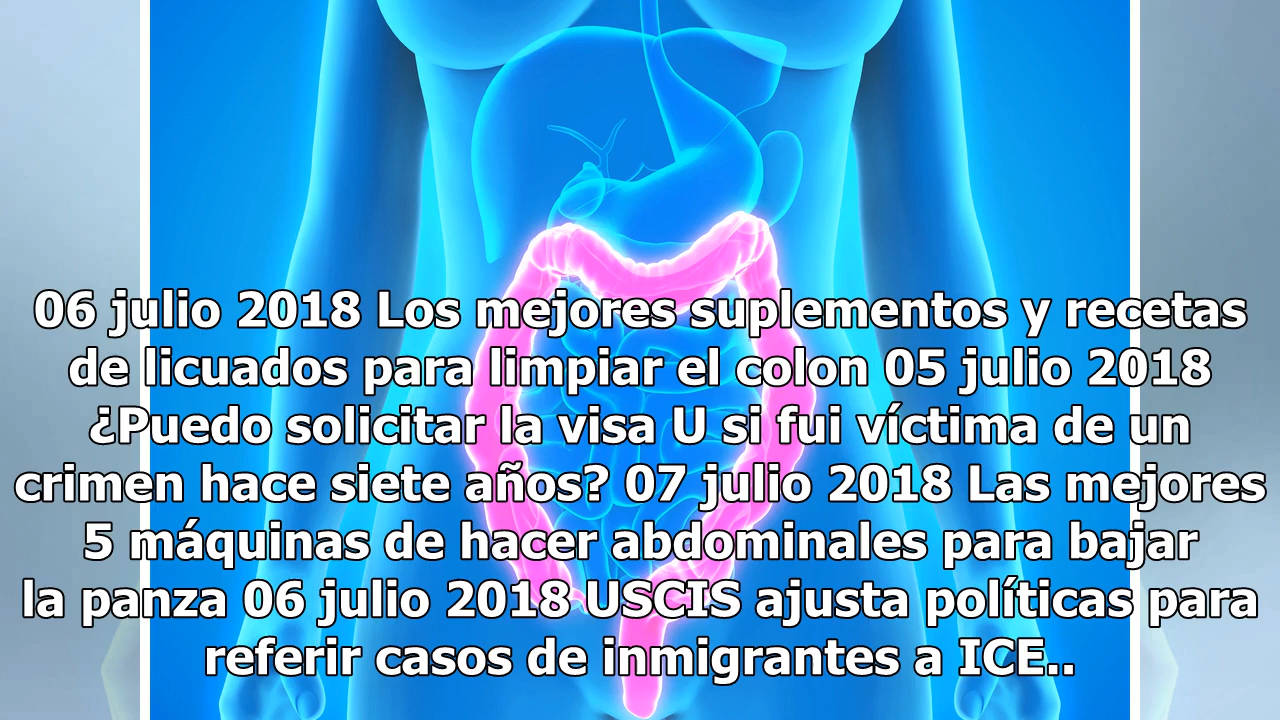 06 julio 2018 Los mejores suplementos y recetas
de licuados para limpiar el colon 05 julio 2018
¿Puedo solicitar la visa U si fui víctima de un
crimen hace siete años? 07 julio 2018 Las mejores
5 máquinas de hacer abdominales para bajar
la panza 06 julio 2018 USCIS ajusta políticas para
referir casos de inmigrantes a ICE..